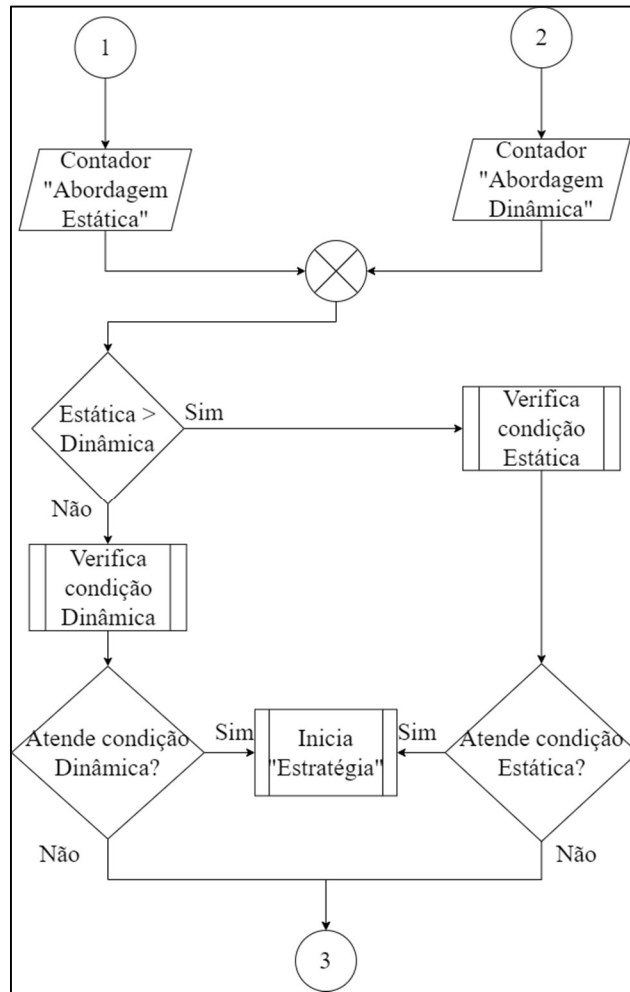 1
2
Contador
"Abordagem
Estática"
Contador
"Abordagem
Dinâmica"
Estática >
Dinâmica
Sim
Verifica
condição
Estática
Não
Verifica
condição
Dinâmica
Atende condição
Dinâmica?
Sim
Inicia
"Estratégia"
Sim
Atende condição
Estática?
Não
Não
3